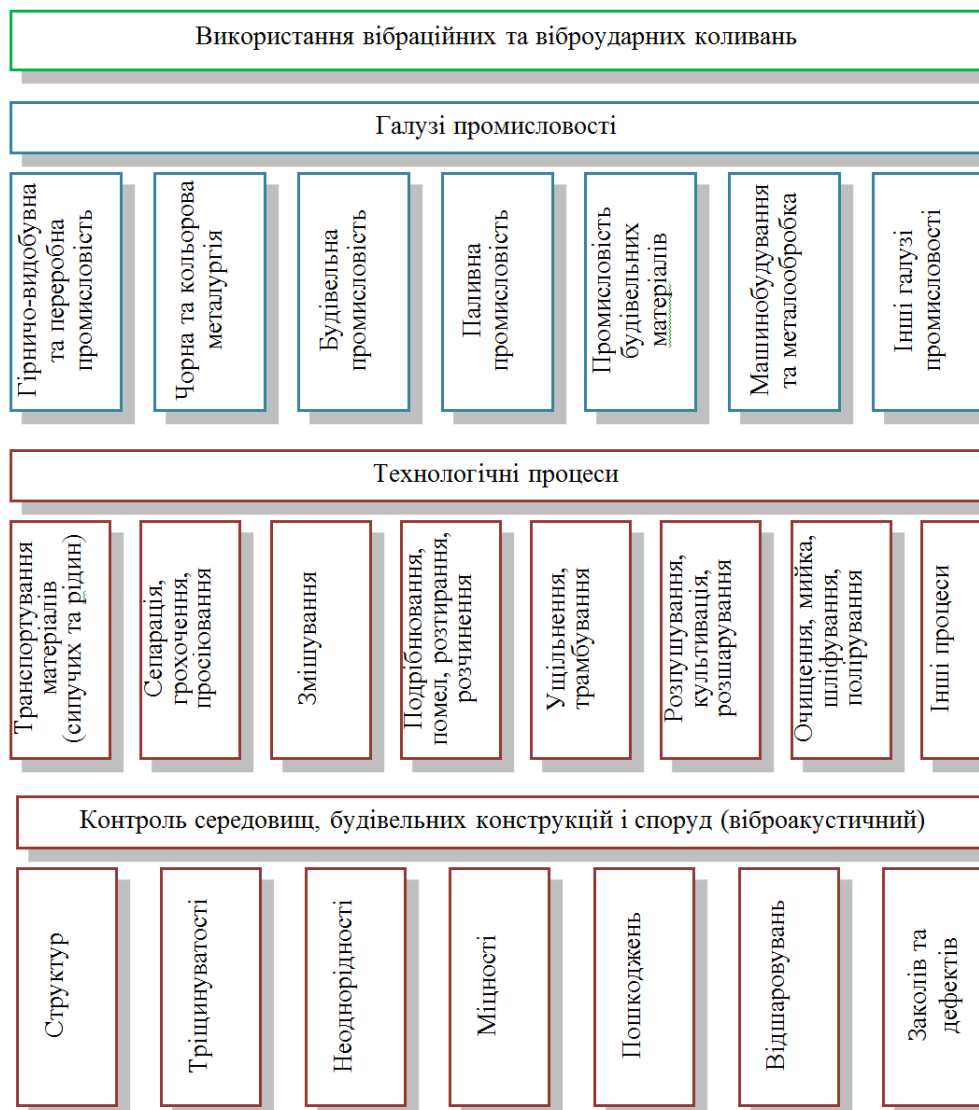 Використання вібраційних та віброударних коливань
Галузі промисловості
Гірничо-видобувна
та переробна
промисловість
Чорна та кольорова
металургія
Будівельна
промисловість
Паливна
промисловість
Промисловість
будівельних
матеріалів
Машинобудування
та металообробка
Інші галузі
промисловості
Технологічні процеси
Транспортування
матеріалів
(сипучих та рідин)
Сепарація,
грохочення,
просіювання
Змішування
Подрібнювання,
помел, розтирання,
розчинення
Ущільнення,
трамбування
Розпушування,
культивація,
розшарування
Очищення, мийка,
шліфування,
полірування
Інші процеси
Контроль середовищ, будівельних конструкцій і споруд (віброакустичний)
Структур
Тріщинуватості
Неоднорідності
Міцності
Пошкоджень
Відшаровувань
Заколів та
дефектів